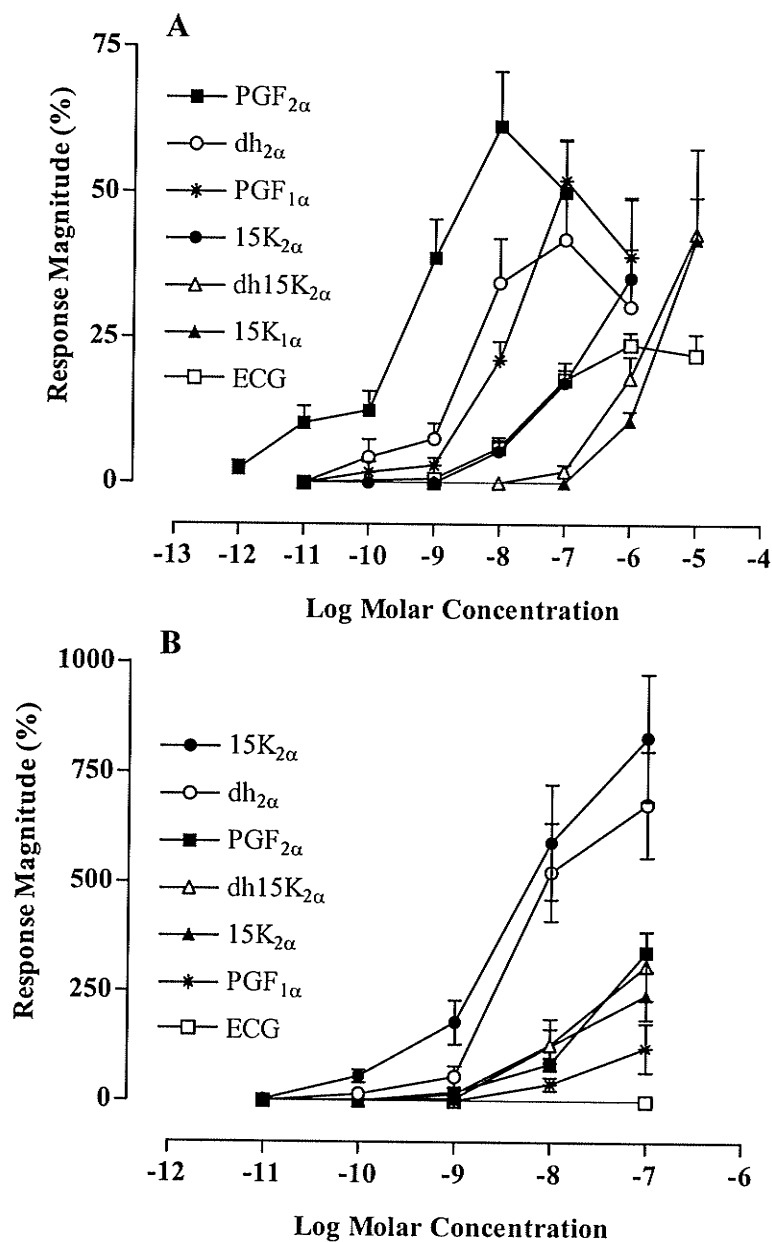 A
75
50
25
0
Response Magnitude (%)
PGF2α
dh2α
PGF1α
15K2α
dh15K2α
15K1α
ECG
-13 -12 -11 -10 -9 -8 -7 -6 -5 -4
Log Molar Concentration
B
1000
750
500
250
0
Response Magnitude (%)
15K2α
dh2α
PGF2α
dh15K2α
15K2α
PGF1α
ECG
-12 -11 -10 -9 -8 -7 -6
Log Molar Concentration